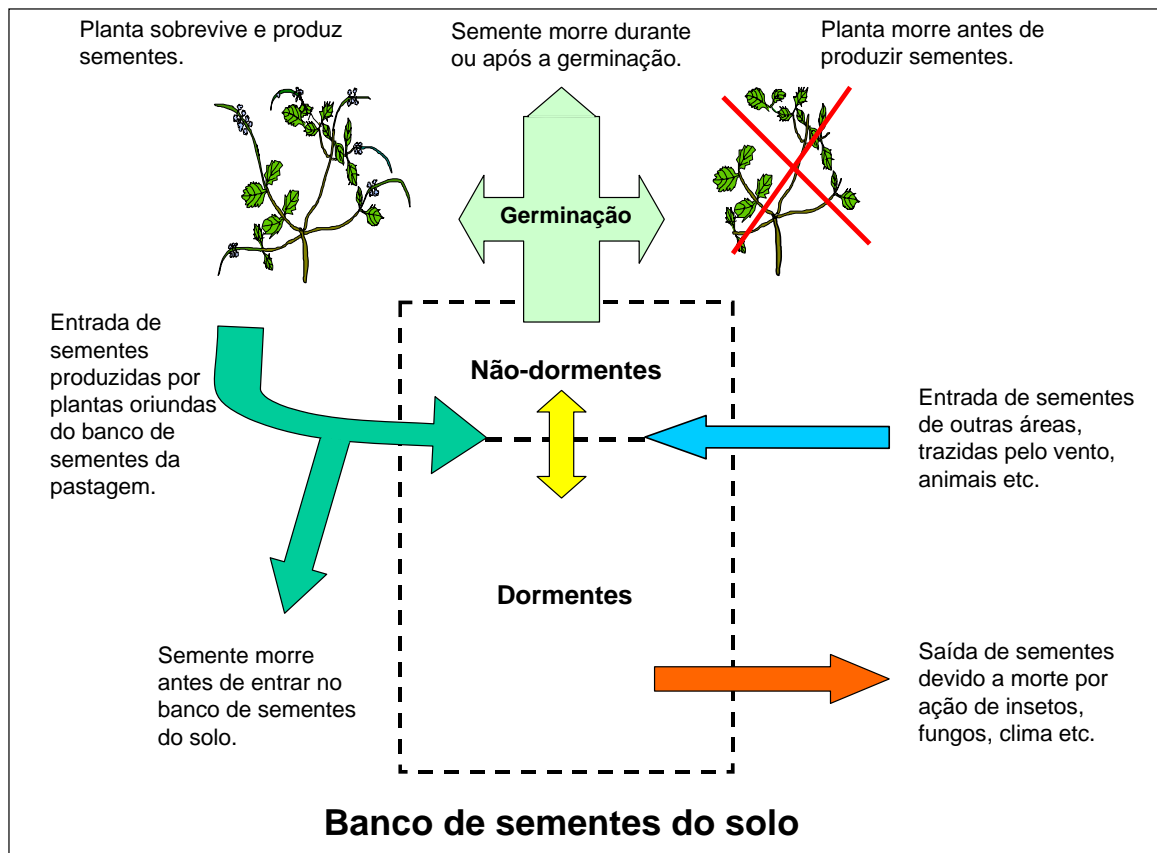 Planta sobrevive e produz
sementes.
Semente morre durante
ou após a germinação.
Planta morre antes de
produzir sementes.
Germinação
Entrada de
sementes
produzidas por
plantas oriundas
do banco de
sementes da
pastagem.
Não-dormentes
Entrada de sementes
de outras áreas,
trazidas pelo vento,
animais etc.
Dormentes
Semente morre
antes de entrar no
banco de sementes
do solo.
Saída de sementes
devido a morte por
ação de insetos,
fungos, clima etc.
Banco de sementes do solo